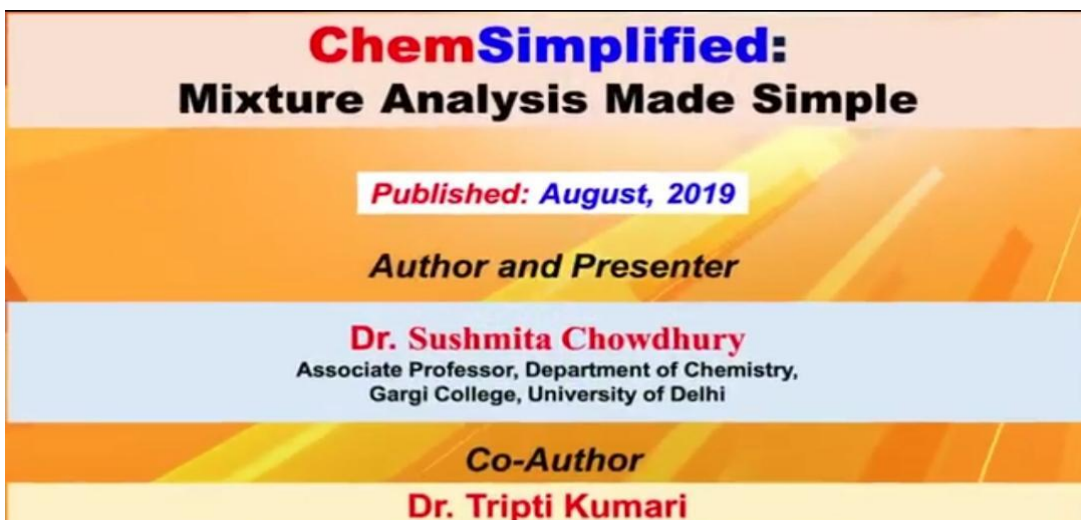 ChemSimplified:
Mixture Analysis Made Simple
Published: August, 2019
Author and Presenter
Dr. Sushmita Chowdhury
Associate Professor, Department of Chemistry,
Gargi College, University of Delhi
Co-Author
Dr. Tripti Kumari